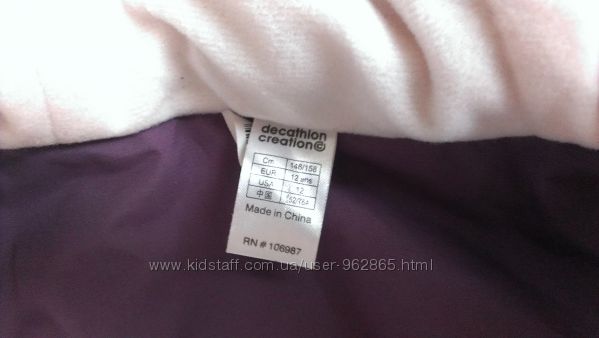 decathlon
creation©
Cm 146/156
EUR 12 ans
USA 12
中国
Made in China
RN # 106987
www.kidstaff.com.ua/user-962865.html